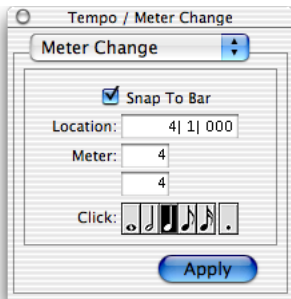 Tempo / Meter Change
Meter Change
Snap To Bar
Location: 4| 1| 000
Meter: 4
4
Click:
Apply